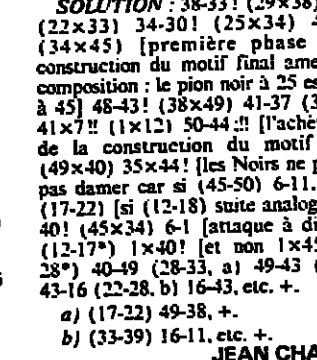 SOLUTION : 38-33 ! (29×38)
(22×33) 34-30! (25×34)
(34×45) [première phase
construction du motif final
composition : le pion noir à 25
à 45] 48-43! (38×49) 41-37
41×7!! (1×12) 50-44 :!! [l'achè
de la construction du motif
(49×40) 35×44! [les Noirs ne
pas damer car si (45-50) 6-11.
(17-22) [si (12-18) suite analog
40! (45×34) 6-1 [attaque à
(12-17*) 1×40! [et non 1×4
28*) 40-49 (28-33, a) 49-43
43-16 (22-28, b) 16-43, etc. +.
a) (17-22) 49-38, +.
b) (33-39) 16-11, etc. +.
JEAN CHA